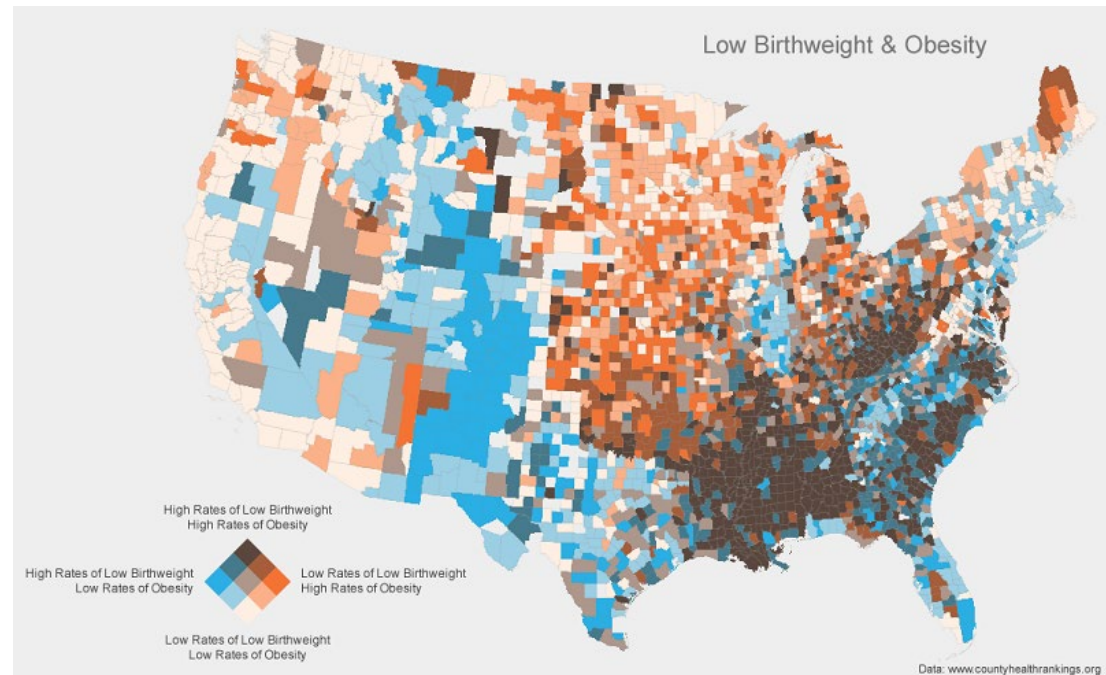 Low Birthweight & Obesity
High Rates of Low Birthweight
High Rates of Obesity
High Rates of Low Birthweight
Low Rates of Obesity
Low Rates of Low Birthweight
High Rates of Obesity
Low Rates of Low Birthweight
Low Rates of Obesity
Data: www.countyhealthrankings.org